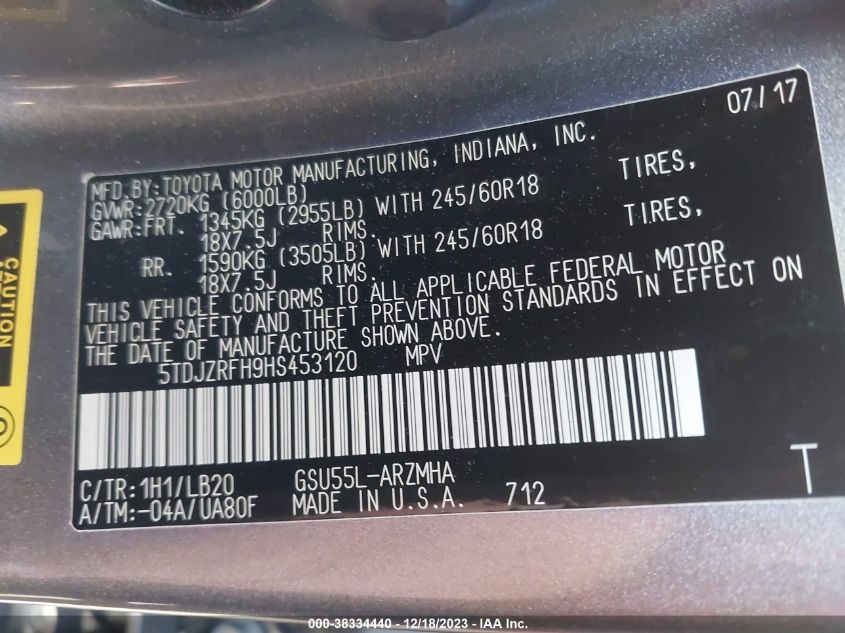 07/17
MFD.BY:TOYOTA MOTOR MANUFACTURING, INDIANA, INC.
GVWR:2720KG (6000LB)
GAWR:FRT. 1345KG (2955LB) WITH 245/60R18 TIRES,
18X7.5J RIMS.
RR. 1590KG (3505LB) WITH 245/60R18 TIRES,
18X7.5J RIMS.
THIS VEHICLE CONFORMS TO ALL APPLICABLE FEDERAL MOTOR
VEHICLE SAFETY AND THEFT PREVENTION STANDARDS IN EFFECT ON
THE DATE OF MANUFACTURE SHOWN ABOVE.
5TDJZRFH9HS453120 MPV
C/TR:1H1/LB20 GSU55L-ARZMHA
A/TM:-04A/UA80F MADE IN U.S.A. 712
T
CAUTION
000-38334440 - 12/18/2023 - IAA Inc.